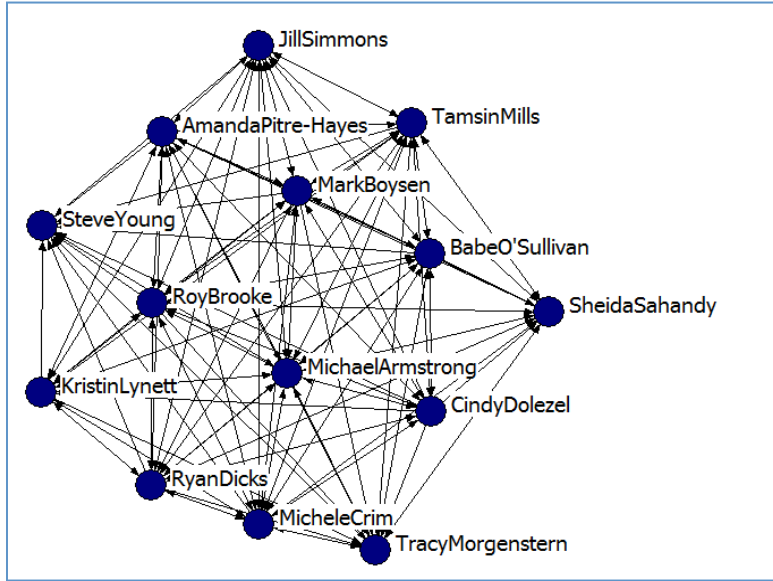 JillSimmons
TamsinMills
AmandaPitre-Hayes
MarkBoysen
SteveYoung
BabeO'Sullivan
RoyBrooke
SheidaSahandy
MichaelArmstrong
KristinLynett
CindyDolezel
RyanDicks
MicheleCrim
TracyMorgenstern